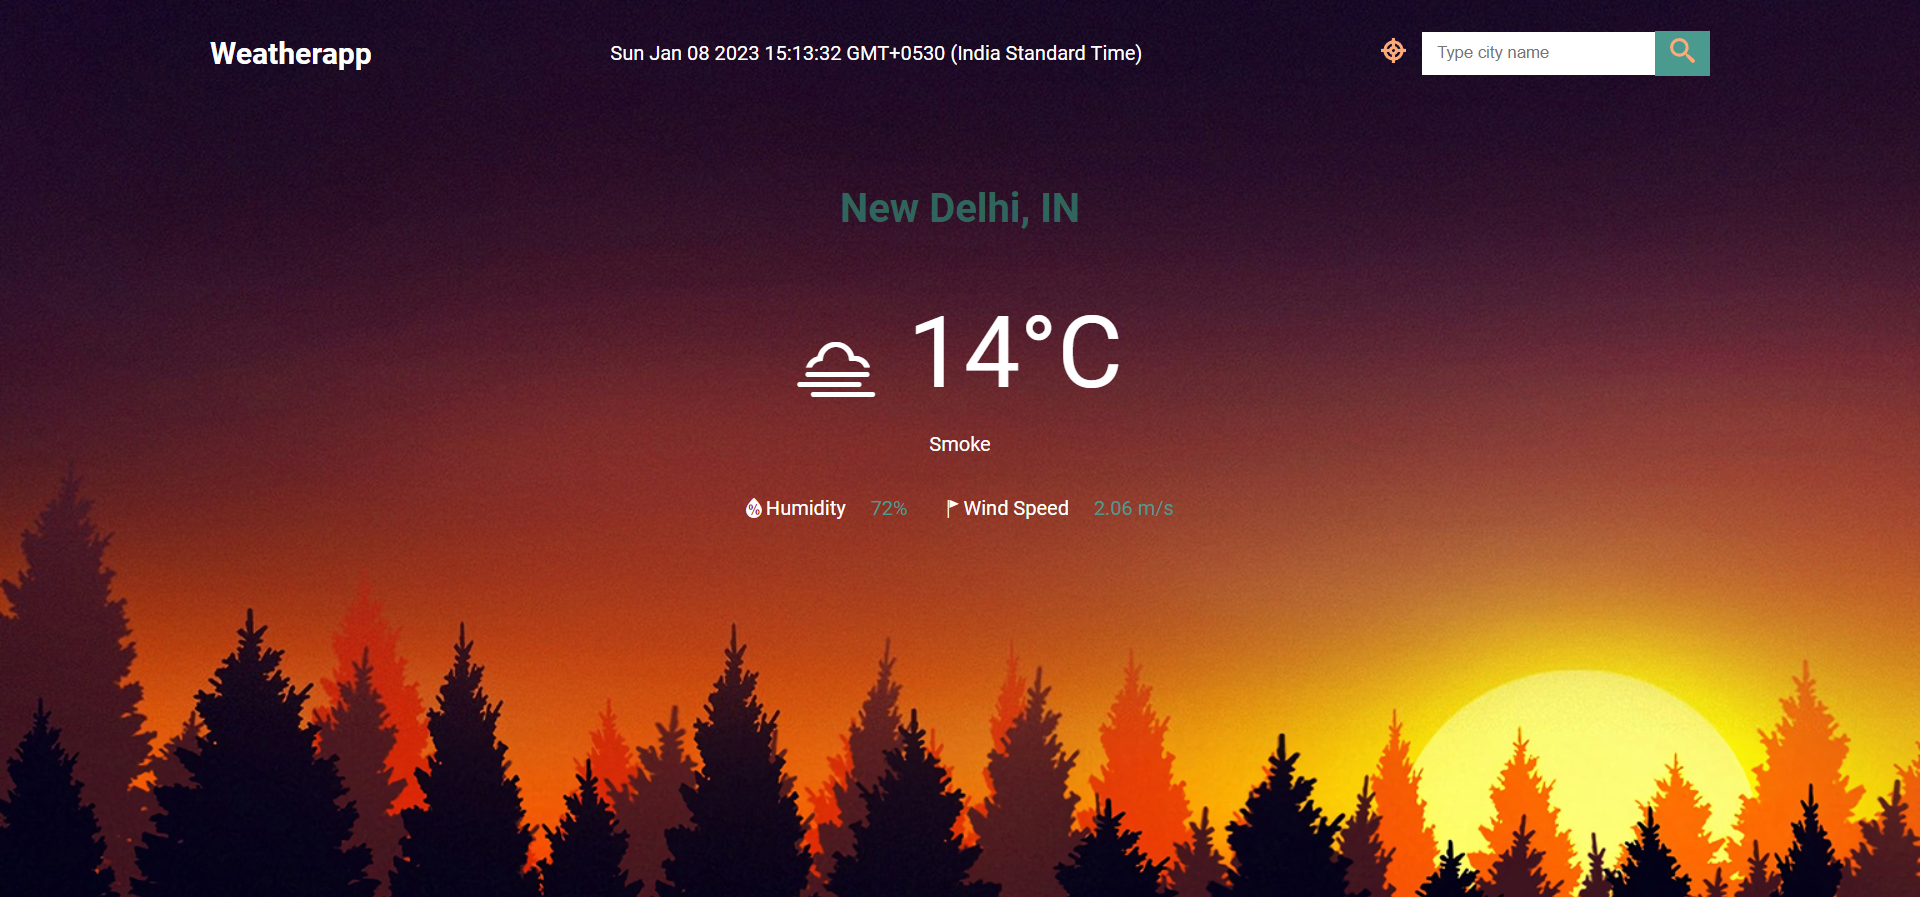 Weatherapp
Sun Jan 08 2023 15:13:32 GMT+0530 (India Standard Time)
Type city name
New Delhi, IN
14°C
Smoke
% Humidity 72% Wind Speed 2.06 m/s